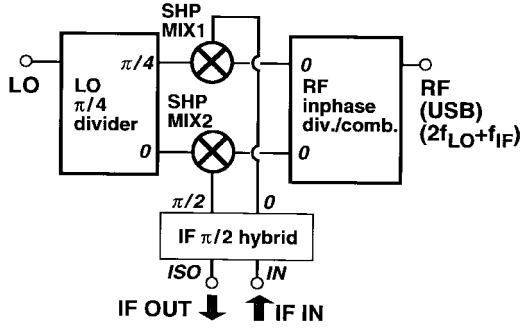 SHP
MIX1
LO
π/4
LO
π/4
divider
0
SHP
MIX2
0
RF
inphase
div./comb.
0
RF
(USB)
(2fLO+fIF)
π/2
0
IF π/2 hybrid
ISO
IN
IF OUT
IF IN